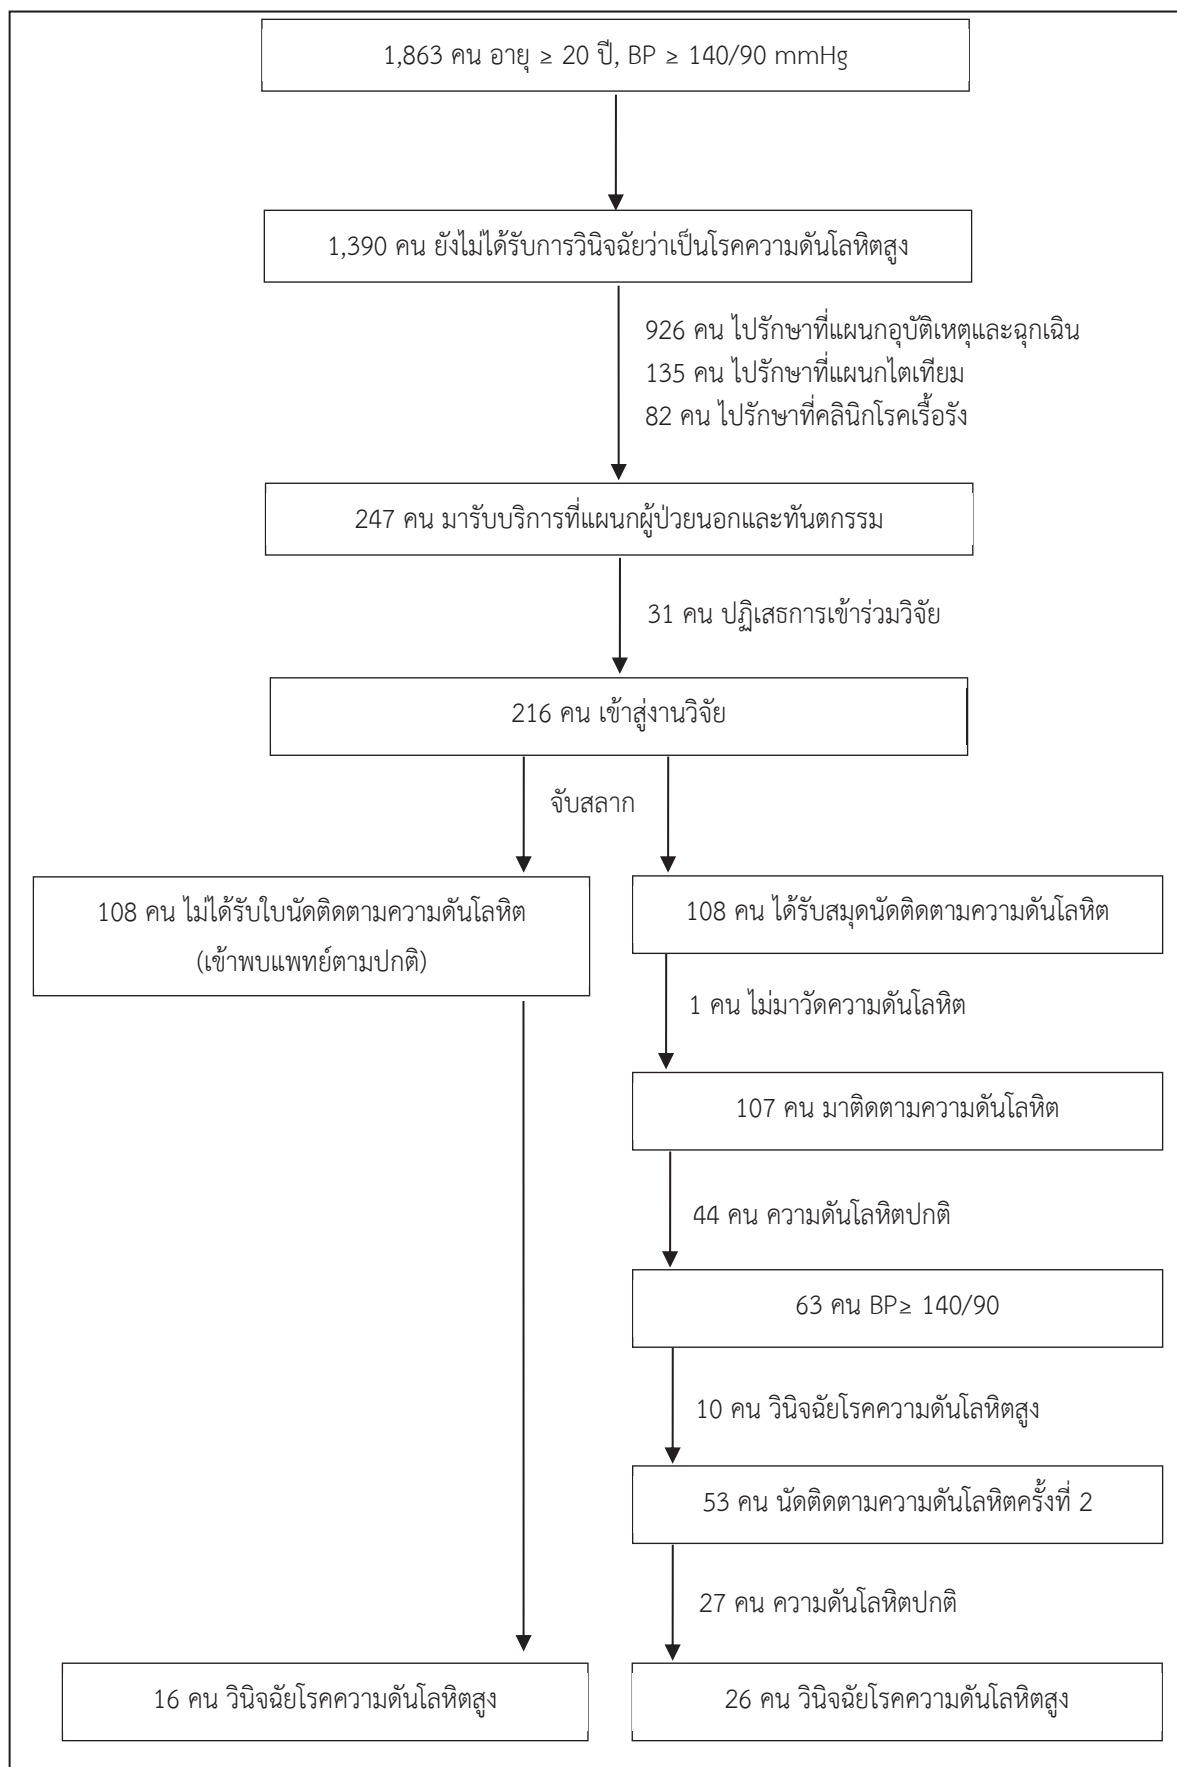 1,863 คน อายุ ≥ 20 ปี, BP ≥ 140/90 mmHg
1,390 คน ยังไม่ได้รับการวินิจฉัยว่าเป็นโรคความดันโลหิตสูง
926 คน ไปรักษาที่แผนกอุบัติเหตุและฉุกเฉิน
135 คน ไปรักษาที่แผนกไตเทียม
82 คน ไปรักษาที่คลินิกโรคเรื้อรัง
247 คน มารับบริการที่แผนกผู้ป่วยนอกและทันตกรรม
31 คน ปฏิเสธการเข้าร่วมวิจัย
216 คน เข้าสู่งานวิจัย
จับสลาก
108 คน ไม่ได้รับใบนัดติดตามความดันโลหิต
(เข้าพบแพทย์ตามปกติ)
108 คน ได้รับสมุดนัดติดตามความดันโลหิต
1 คน ไม่มาวัดความดันโลหิต
107 คน มาติดตามความดันโลหิต
44 คน ความดันโลหิตปกติ
63 คน BP≥ 140/90
10 คน วินิจฉัยโรคความดันโลหิตสูง
53 คน นัดติดตามความดันโลหิตครั้งที่ 2
27 คน ความดันโลหิตปกติ
16 คน วินิจฉัยโรคความดันโลหิตสูง
26 คน วินิจฉัยโรคความดันโลหิตสูง